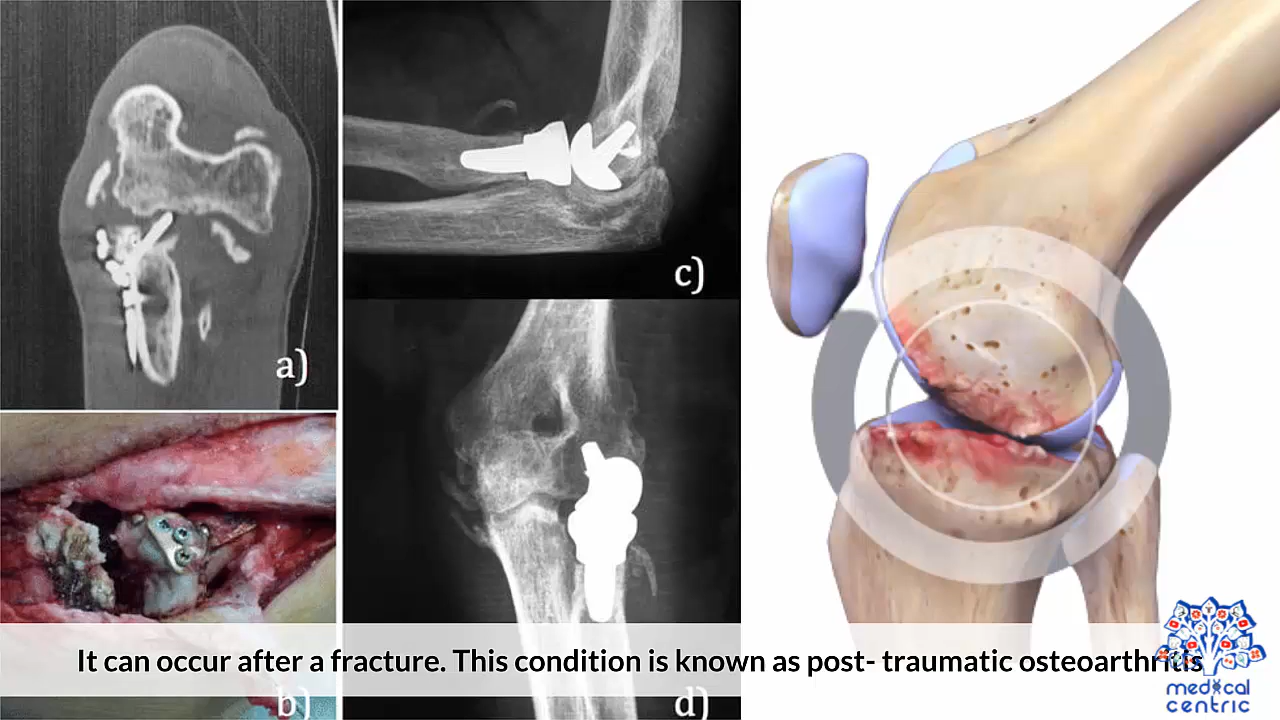 a)
c)
It can occur after a fracture. This condition is known as post- traumatic osteoarthritis
b)
d)
medical
centric